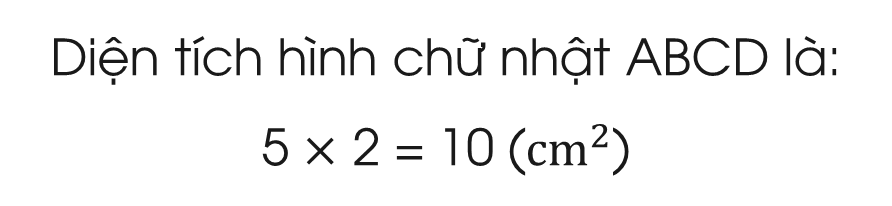 Diện tích hình chữ nhật ABCD là:
5 × 2 = 10 (cm²)